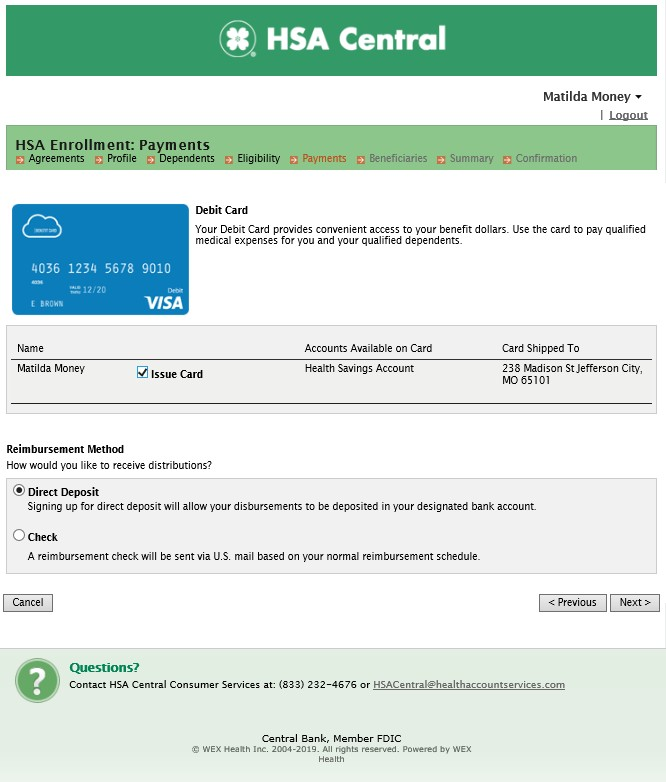 HSA Central
Matilda Money
| Logout
HSA Enrollment: Payments
Agreements Profile Dependents Eligibility Payments Beneficiaries Summary Confirmation
Debit Card
Your Debit Card provides convenient access to your benefit dollars. Use the card to pay qualified
medical expenses for you and your qualified dependents.
4036 1234 5678 9010
4036
VALID THRU 12/20
Debit
E BROWN
VISA
Name Accounts Available on Card Card Shipped To
Matilda Money Issue Card Health Savings Account 238 Madison St Jefferson City,
MO 65101
Reimbursement Method
How would you like to receive distributions?
Direct Deposit
Signing up for direct deposit will allow your disbursements to be deposited in your designated bank account.
Check
A reimbursement check will be sent via U.S. mail based on your normal reimbursement schedule.
Cancel < Previous Next >
?
Questions?
Contact HSA Central Consumer Services at: (833) 232-4676 or HSACentral@healthaccountservices.com
Central Bank, Member FDIC
© WEX Health Inc. 2004-2019. All rights reserved. Powered by WEX
Health